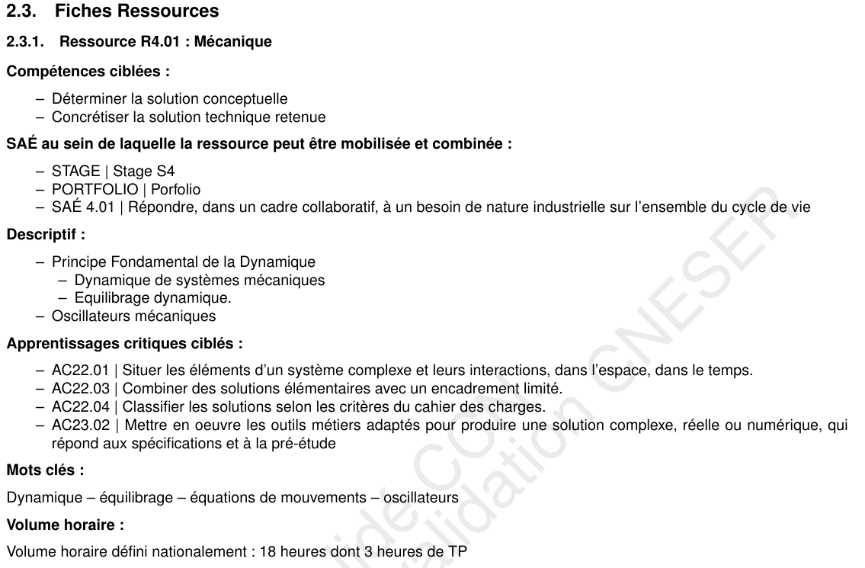 2.3. Fiches Ressources
2.3.1. Ressource R4.01 : Mécanique
Compétences ciblées :
– Déterminer la solution conceptuelle
– Concrétiser la solution technique retenue
SAÉ au sein de laquelle la ressource peut être mobilisée et combinée :
– STAGE | Stage S4
– PORTFOLIO | Porfolio
– SAÉ 4.01 | Répondre, dans un cadre collaboratif, à un besoin de nature industrielle sur l'ensemble du cycle de vie
Descriptif :
– Principe Fondamental de la Dynamique
– Dynamique de systèmes mécaniques
– Equilibrage dynamique.
– Oscillateurs mécaniques
Apprentissages critiques ciblés :
– AC22.01 | Situer les éléments d'un système complexe et leurs interactions, dans l'espace, dans le temps.
– AC22.03 | Combiner des solutions élémentaires avec un encadrement limité.
– AC22.04 | Classifier les solutions selon les critères du cahier des charges.
– AC23.02 | Mettre en oeuvre les outils métiers adaptés pour produire une solution complexe, réelle ou numérique, qui
répond aux spécifications et à la pré-étude
Mots clés :
Dynamique – équilibrage – équations de mouvements – oscillateurs
Volume horaire :
Volume horaire défini nationalement : 18 heures dont 3 heures de TP
CNESER